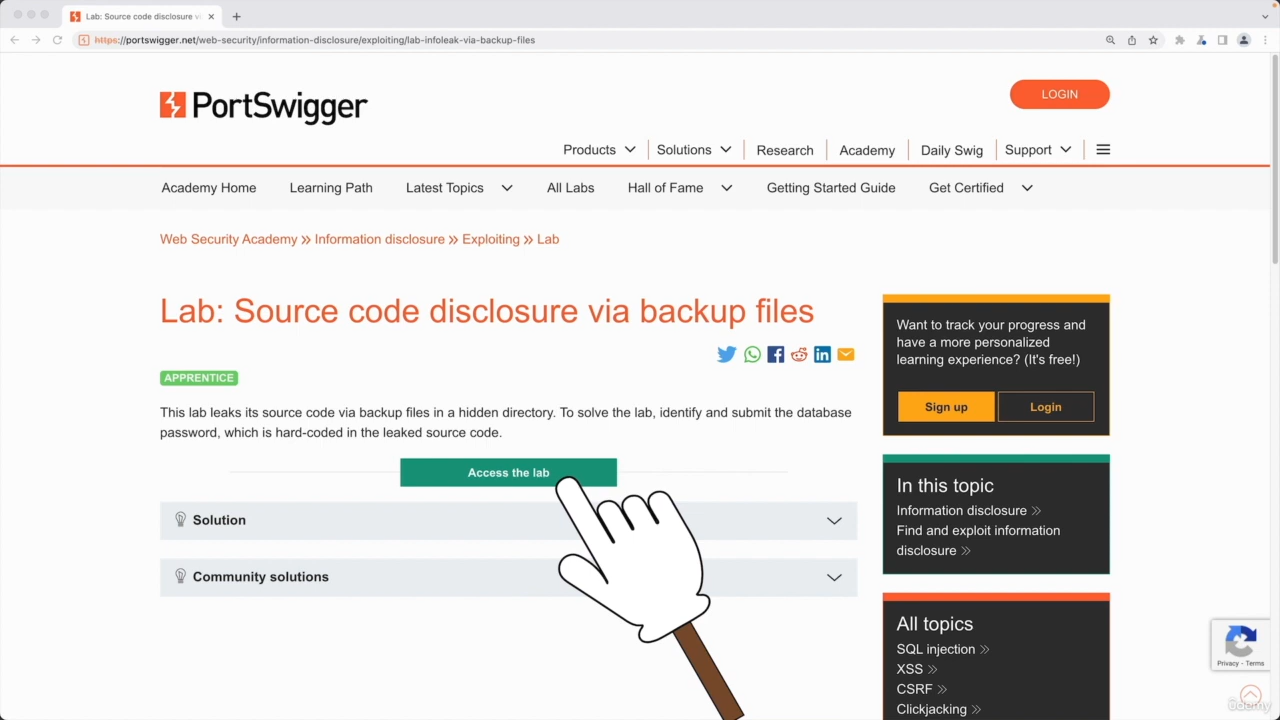 Lab: Source code disclosure vi
https://portswigger.net/web-security/information-disclosure/exploiting/lab-infoleak-via-backup-files
PortSwigger
LOGIN
Products
Solutions
Research
Academy
Daily Swig
Support
Academy Home
Learning Path
Latest Topics
All Labs
Hall of Fame
Getting Started Guide
Get Certified
Web Security Academy » Information disclosure » Exploiting » Lab
Lab: Source code disclosure via backup files
APPRENTICE
This lab leaks its source code via backup files in a hidden directory. To solve the lab, identify and submit the database
password, which is hard-coded in the leaked source code.
Access the lab
Solution
Community solutions
Want to track your progress and
have a more personalized
learning experience? (It's free!)
Sign up
Login
In this topic
Information disclosure »
Find and exploit information
disclosure »
All topics
SQL injection »
XSS »
CSRF »
Clickjacking »
Privacy - Terms
ûdemy